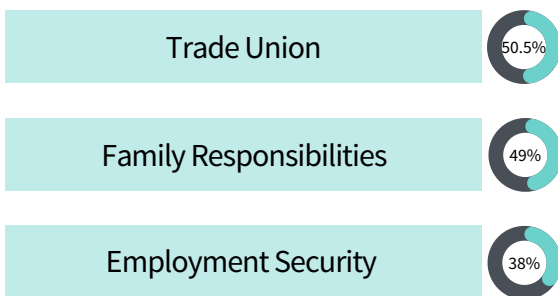 Trade Union 50.5%
Family Responsibilities 49%
Employment Security 38%